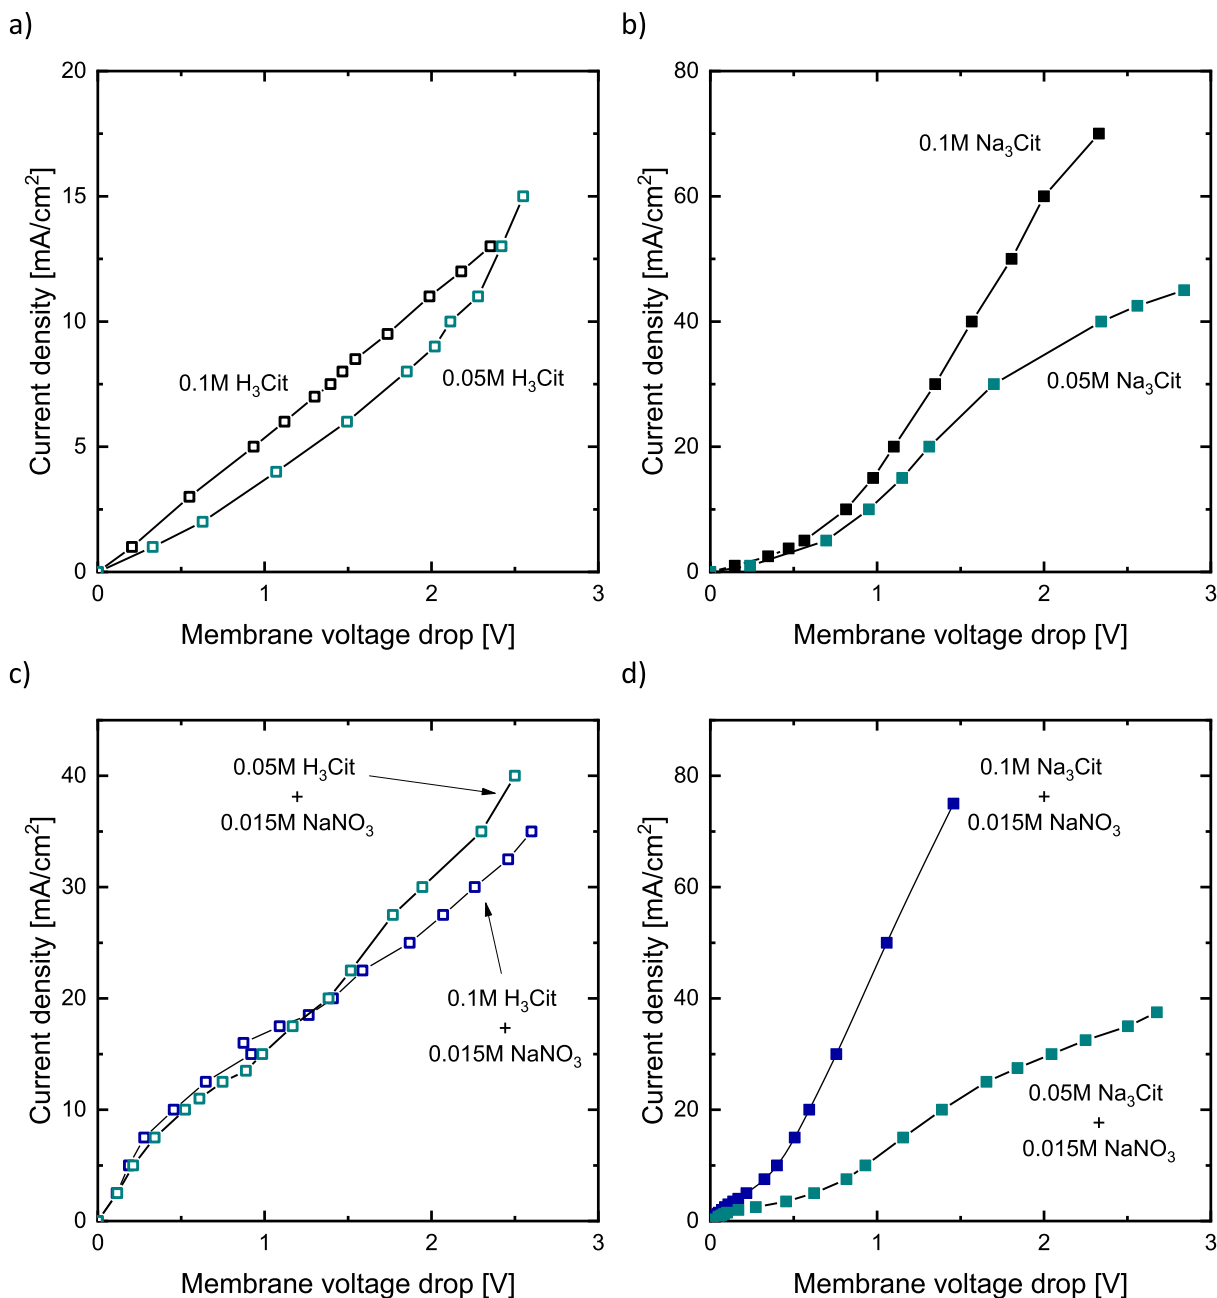 a)
20
15
10
5
0
0
1
2
3
Current density [mA/cm²]
Membrane voltage drop [V]
0.1M H₃Cit
0.05M H₃Cit
b)
80
60
40
20
0
0
1
2
3
Current density [mA/cm²]
Membrane voltage drop [V]
0.1M Na₃Cit
0.05M Na₃Cit
c)
40
30
20
10
0
0
1
2
3
Current density [mA/cm²]
Membrane voltage drop [V]
0.05M H₃Cit
+
0.015M NaNO₃
0.1M H₃Cit
+
0.015M NaNO₃
d)
80
60
40
20
0
0
1
2
3
Current density [mA/cm²]
Membrane voltage drop [V]
0.1M Na₃Cit
+
0.015M NaNO₃
0.05M Na₃Cit
+
0.015M NaNO₃